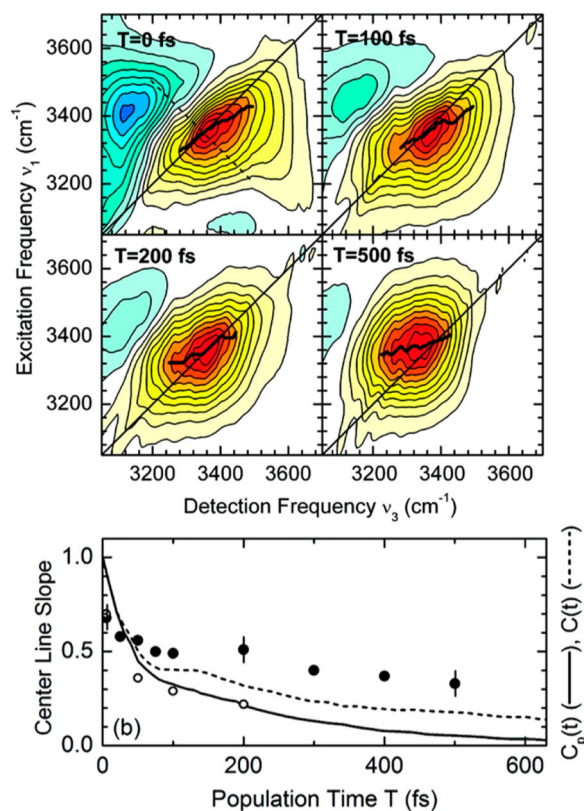 3600
3400
3200
T=0 fs
T=100 fs
3600
3400
3200
T=200 fs
T=500 fs
Excitation Frequency ν₁ (cm⁻¹)
3200 3400 3600 3200 3400 3600
Detection Frequency ν₃ (cm⁻¹)
1.0
0.5
0.0
Center Line Slope
(b)
Cₚ(t) (——), C(t) (-----)
0 200 400 600
Population Time T (fs)